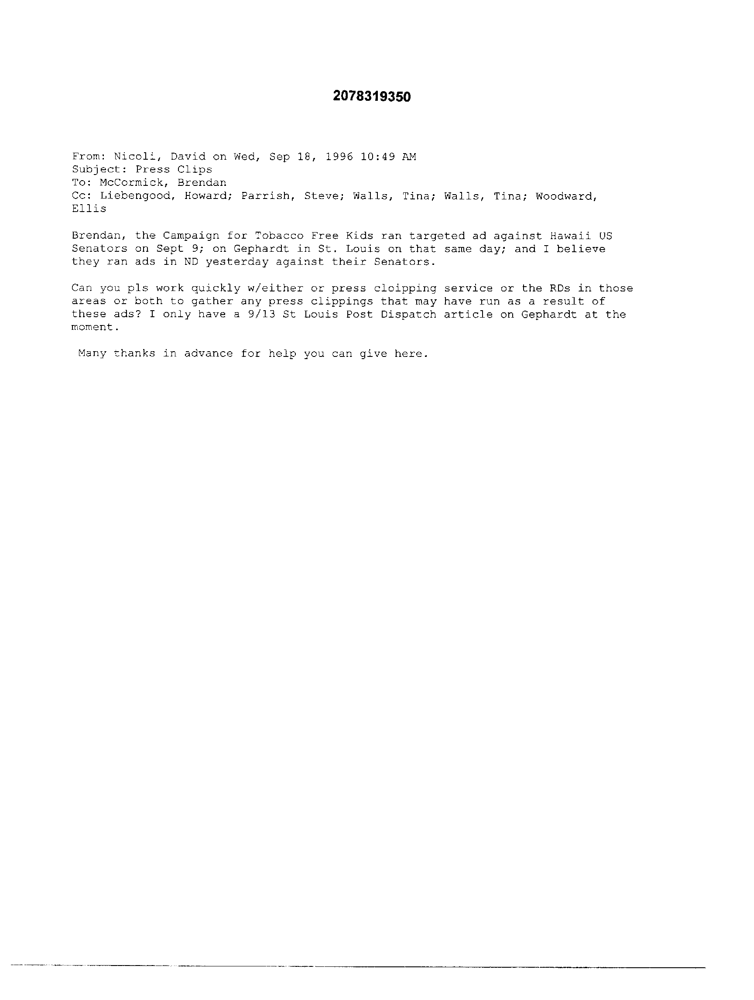 2078319350
From: Nicoli, David on Wed, Sep 18, 1996 10:49 AM
Subject: Press Clips
To: McCormick, Brendan
Cc: Liebengood, Howard; Parrish, Steve; Walls, Tina; Walls, Tina; Woodward,
Ellis
Brendan, the Campaign for Tobacco Free Kids ran targeted ad against Hawaii US
Senators on Sept 9; on Gephardt in St. Louis on that same day; and I believe
they ran ads in ND yesterday against their Senators.
Can you pls work quickly w/either or press cloipping service or the RDs in those
areas or both to gather any press clippings that may have run as a result of
these ads? I only have a 9/13 St Louis Post Dispatch article on Gephardt at the
moment.
Many thanks in advance for help you can give here.